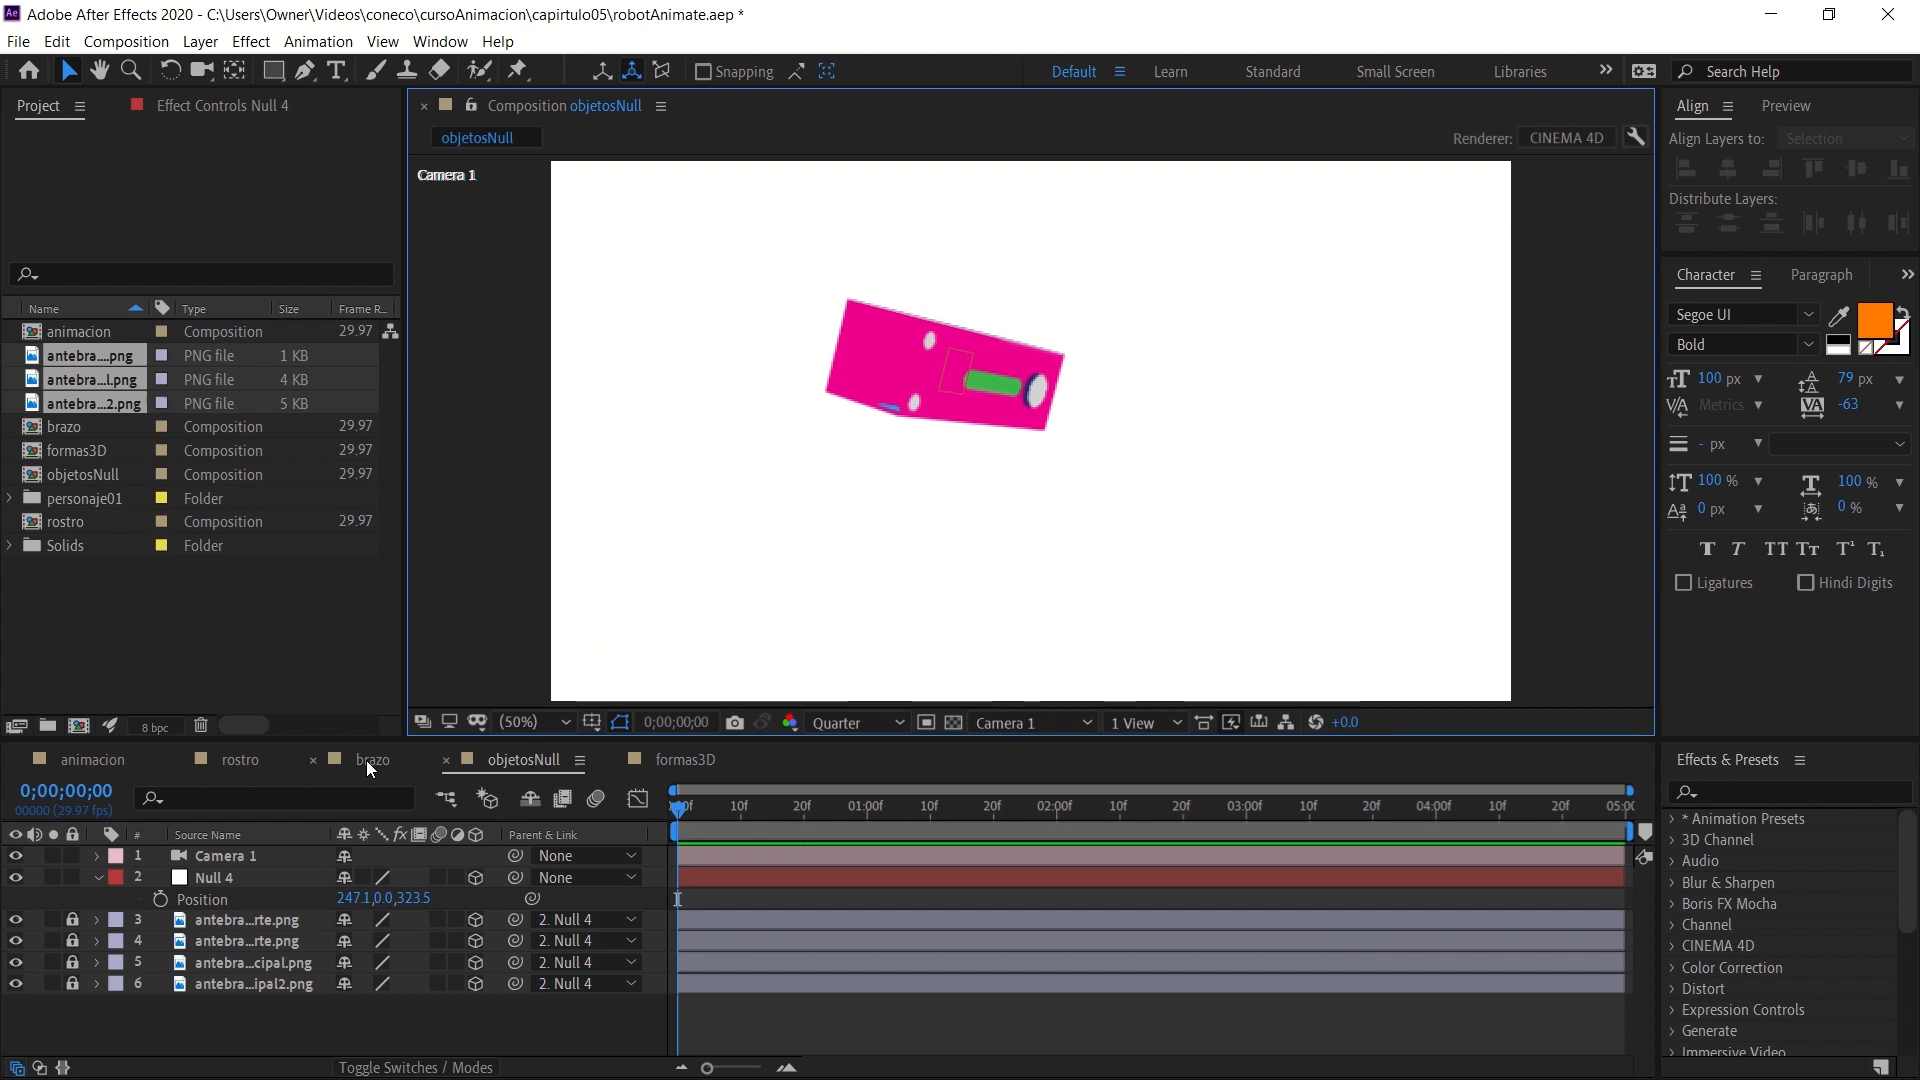 Adobe After Effects 2020 - C:\Users\Owner\Videos\coneco\cursoAnimacion\capirtulo05\robotAnimate.aep *
File Edit Composition Layer Effect Animation View Window Help
Snapping Default Learn Standard Small Screen Libraries Search Help
Project Effect Controls Null 4
Composition objetosNull
objetosNull
Renderer: CINEMA 4D
Camera 1
Align Preview
Align Layers to: Selection
Distribute Layers:
Character Paragraph
Segoe UI
Bold
100 px 79 px
Metrics -63
- px
100 % 100 %
0 px 0 %
T T TT Tт T¹ T₁
Ligatures Hindi Digits
Name Type Size Frame R...
animacion Composition 29.97
antebra....png PNG file 1 KB
antebra...l.png PNG file 4 KB
antebra...2.png PNG file 5 KB
brazo Composition 29.97
formas3D Composition 29.97
objetosNull Composition 29.97
personaje01 Folder
rostro Composition 29.97
Solids Folder
8 bpc
(50%) 0;00;00;00 Quarter Camera 1 1 View +0.0
animacion rostro brazo objetosNull formas3D
0;00;00;00
00000 (29.97 fps)
10f 20f 01:00f 10f 20f 02:00f 10f 20f 03:00f 10f 20f 04:00f 10f 20f
# Source Name Parent & Link
1 Camera 1 None
2 Null 4 None
Position 247.1,0.0,323.5
3 antebra...rte.png 2. Null 4
4 antebra...rte.png 2. Null 4
5 antebra...cipal.png 2. Null 4
6 antebra...ipal2.png 2. Null 4
Toggle Switches / Modes
Effects & Presets
* Animation Presets
3D Channel
Audio
Blur & Sharpen
Boris FX Mocha
Channel
CINEMA 4D
Color Correction
Distort
Expression Controls
Generate
Immersive Video